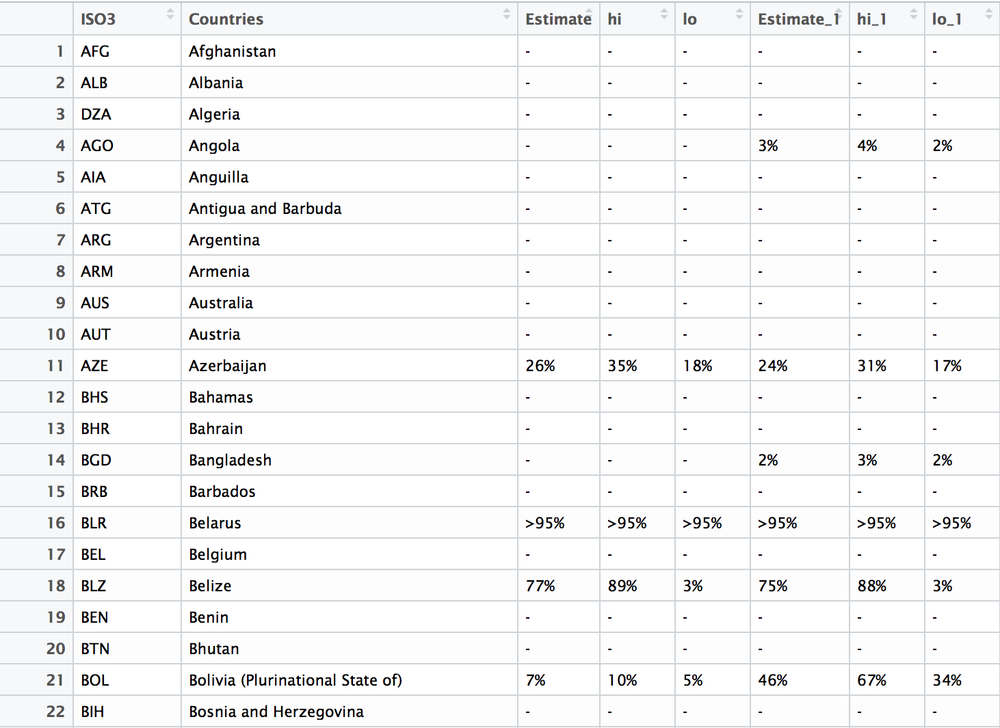 ISO3 Countries Estimate hi lo Estimate_1 hi_1 lo_1
1 AFG Afghanistan - - - - - -
2 ALB Albania - - - - - -
3 DZA Algeria - - - - - -
4 AGO Angola - - - 3% 4% 2%
5 AIA Anguilla - - - - - -
6 ATG Antigua and Barbuda - - - - - -
7 ARG Argentina - - - - - -
8 ARM Armenia - - - - - -
9 AUS Australia - - - - - -
10 AUT Austria - - - - - -
11 AZE Azerbaijan 26% 35% 18% 24% 31% 17%
12 BHS Bahamas - - - - - -
13 BHR Bahrain - - - - - -
14 BGD Bangladesh - - - 2% 3% 2%
15 BRB Barbados - - - - - -
16 BLR Belarus >95% >95% >95% >95% >95% >95%
17 BEL Belgium - - - - - -
18 BLZ Belize 77% 89% 3% 75% 88% 3%
19 BEN Benin - - - - - -
20 BTN Bhutan - - - - - -
21 BOL Bolivia (Plurinational State of) 7% 10% 5% 46% 67% 34%
22 BIH Bosnia and Herzegovina - - - - - -